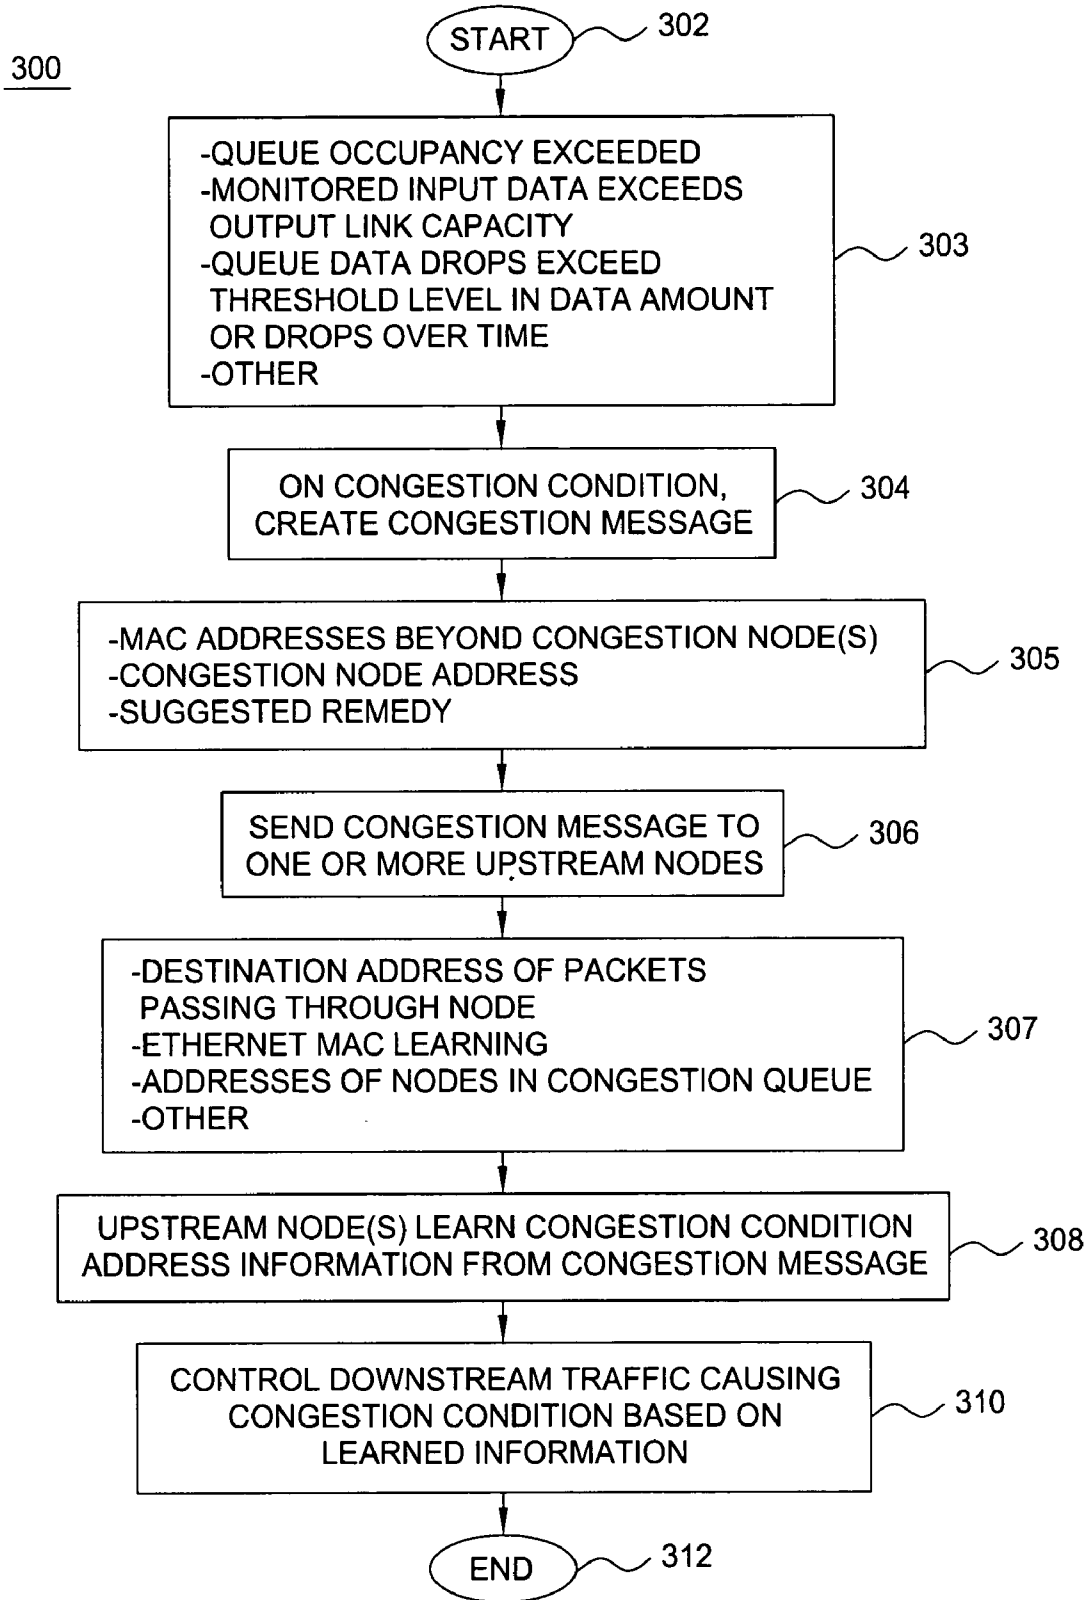 300
START
302
-QUEUE OCCUPANCY EXCEEDED
-MONITORED INPUT DATA EXCEEDS
OUTPUT LINK CAPACITY
-QUEUE DATA DROPS EXCEED
THRESHOLD LEVEL IN DATA AMOUNT
OR DROPS OVER TIME
-OTHER
303
ON CONGESTION CONDITION,
CREATE CONGESTION MESSAGE
304
-MAC ADDRESSES BEYOND CONGESTION NODE(S)
-CONGESTION NODE ADDRESS
-SUGGESTED REMEDY
305
SEND CONGESTION MESSAGE TO
ONE OR MORE UPSTREAM NODES
306
-DESTINATION ADDRESS OF PACKETS
PASSING THROUGH NODE
-ETHERNET MAC LEARNING
-ADDRESSES OF NODES IN CONGESTION QUEUE
-OTHER
307
UPSTREAM NODE(S) LEARN CONGESTION CONDITION
ADDRESS INFORMATION FROM CONGESTION MESSAGE
308
CONTROL DOWNSTREAM TRAFFIC CAUSING
CONGESTION CONDITION BASED ON
LEARNED INFORMATION
310
END
312